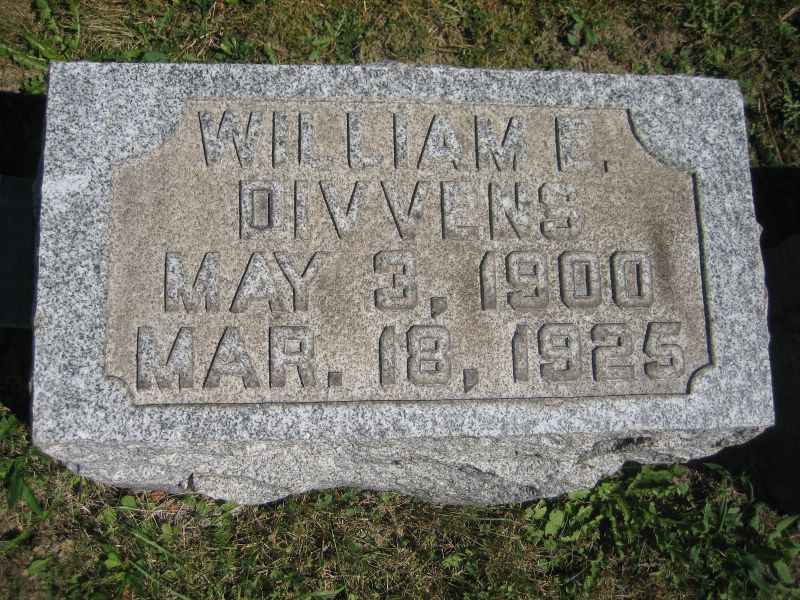 WILLIAM E.
DIVVENS
MAY 3, 1900
MAR. 18, 1925